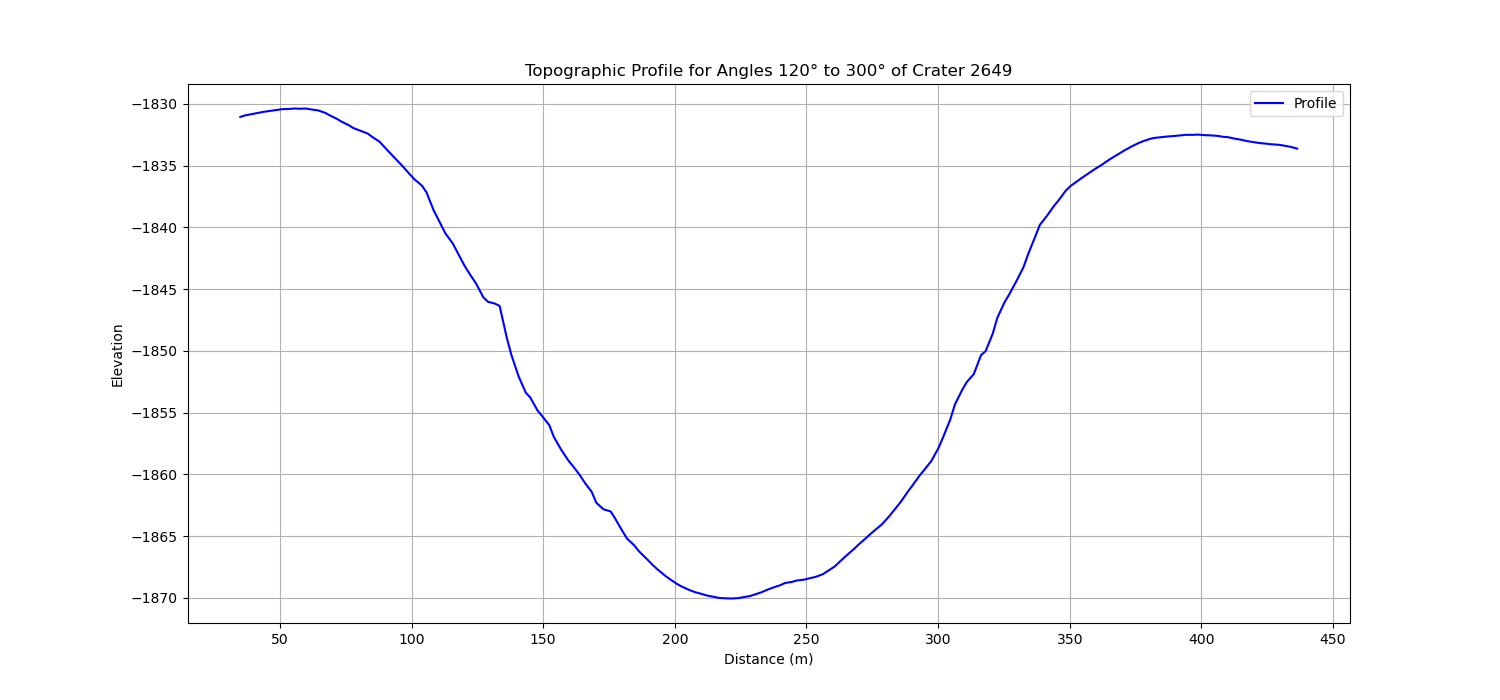 Topographic Profile for Angles 120° to 300° of Crater 2649
Profile
−1830
−1835
−1840
−1845
−1850
−1855
−1860
−1865
−1870
Elevation
50 100 150 200 250 300 350 400 450
Distance (m)